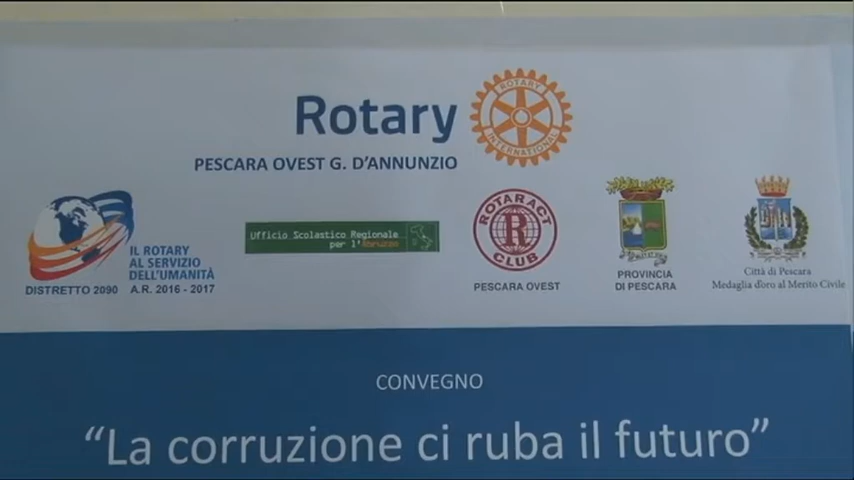 Rotary
ROTARY
INTERNATIONAL
PESCARA OVEST G. D'ANNUNZIO
IL ROTARY
AL SERVIZIO
DELL'UMANITÀ
DISTRETTO 2090 A.R. 2016 - 2017
Ufficio Scolastico Regionale
per l'Abruzzo
ROTARACT
R
CLUB
PESCARA OVEST
PROVINCIA
DI PESCARA
Città di Pescara
Medaglia d'oro al Merito Civile
CONVEGNO
“La corruzione ci ruba il futuro”